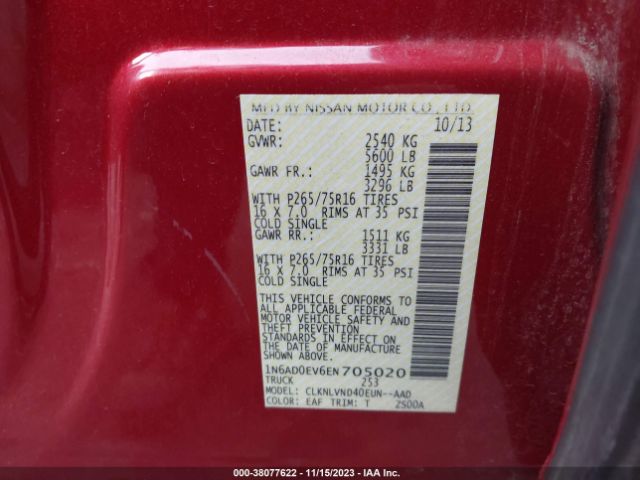 MFD BY NISSAN MOTOR CO., LTD.
DATE: 10/13
GVWR: 2540 KG
5600 LB
GAWR FR.: 1495 KG
3296 LB
WITH P265/75R16 TIRES
16 X 7.0 RIMS AT 35 PSI
COLD SINGLE
GAWR RR.: 1511 KG
3331 LB
WITH P265/75R16 TIRES
16 X 7.0 RIMS AT 35 PSI
COLD SINGLE
THIS VEHICLE CONFORMS TO
ALL APPLICABLE FEDERAL
MOTOR VEHICLE SAFETY AND
THEFT PREVENTION
STANDARDS IN EFFECT ON
THE DATE OF MANUFACTURE
SHOWN ABOVE.
1N6AD0EV6EN705020
TRUCK 253
MODEL: CLKNLVND40EUN--AAD
COLOR: EAF TRIM: T 2500A
000-38077622 - 11/15/2023 - IAAI.com